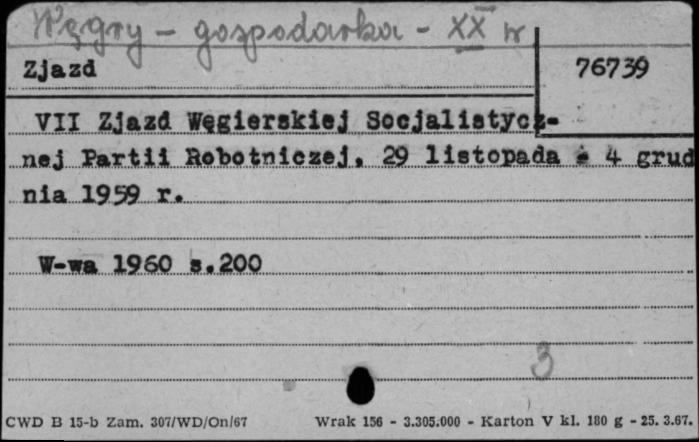 Węgry - gospodarka - XX w
Zjazd
76739
VII Zjazd Węgierskiej Socjalistycz-
nej Partii Robotniczej, 29 listopada - 4 grud
nia 1959 r.
W-wa 1960 s.200
3
CWD B 15-b Zam. 307/WD/On/67 Wrak 156 - 3.305.000 - Karton V kl. 180 g - 25.3.67.